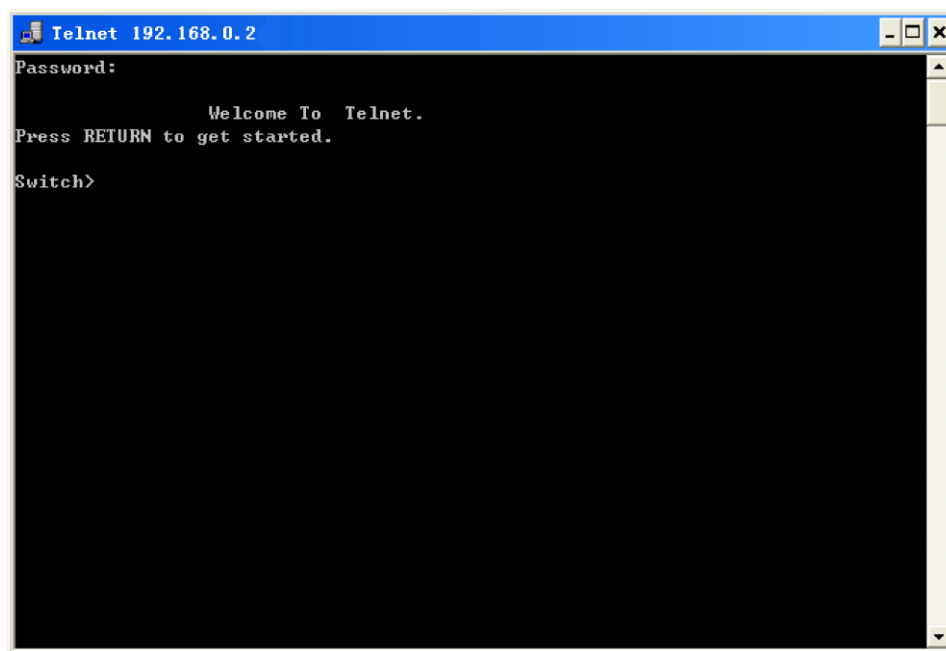 Telnet 192.168.0.2
Password:
Welcome To  Telnet.
Press RETURN to get started.
Switch>